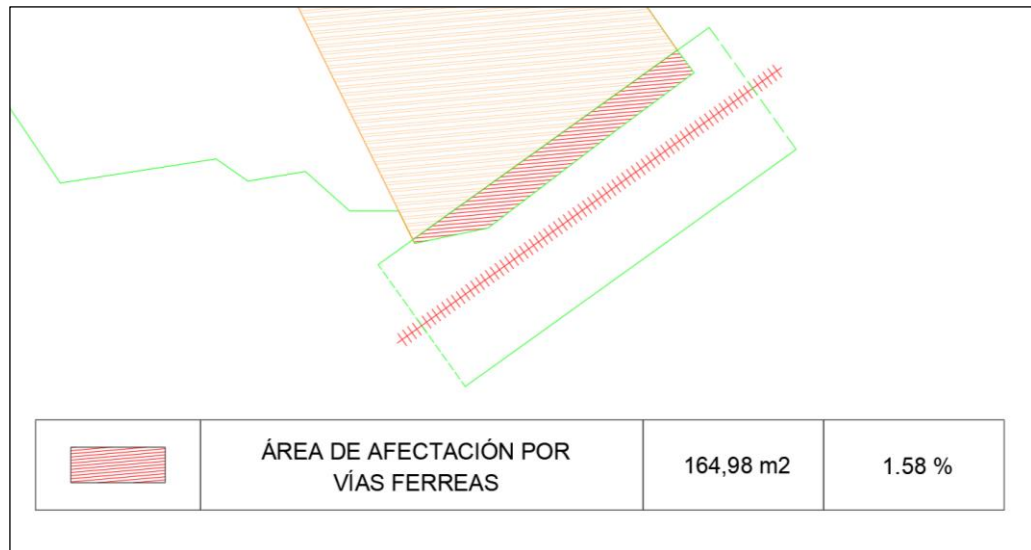 ÁREA DE AFECTACIÓN POR
VÍAS FERREAS
164,98 m2
1.58 %